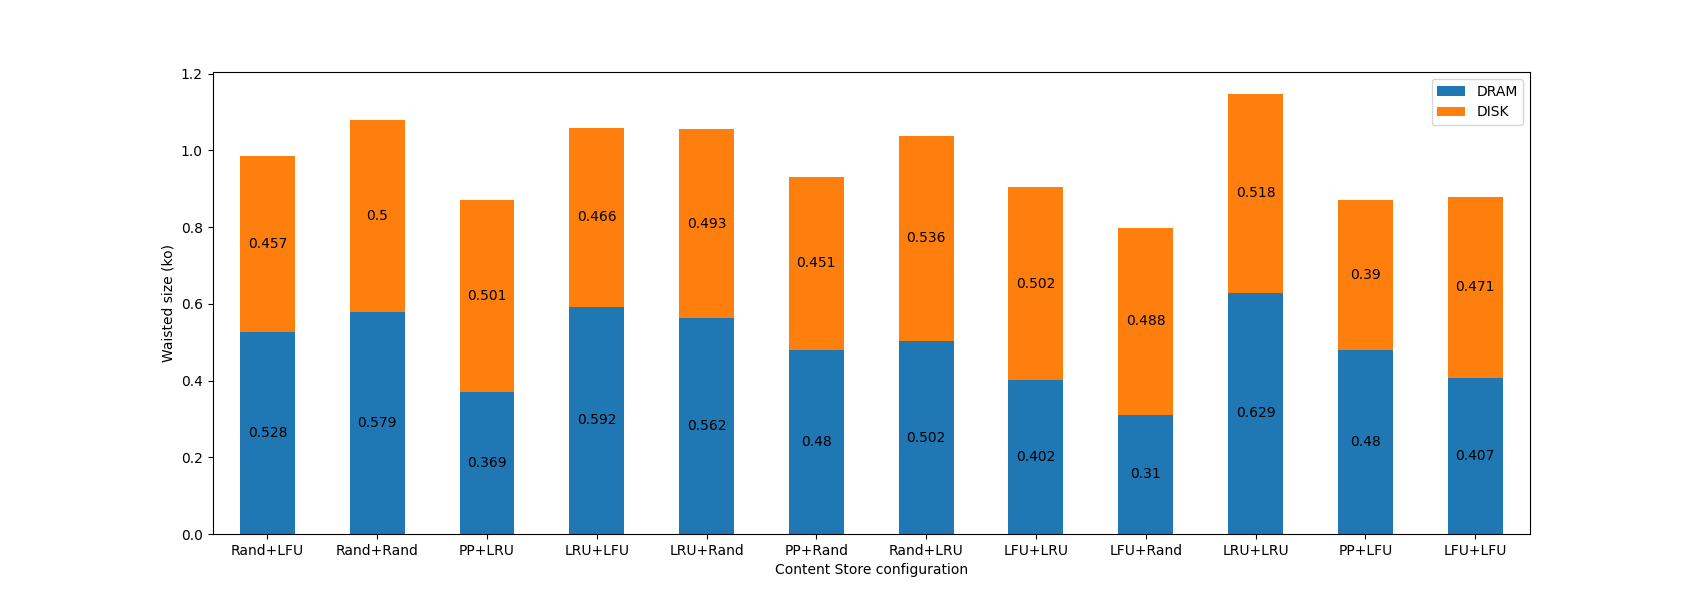 1.2
1.0
0.8
0.6
0.4
0.2
0.0
Waisted size (ko)
DRAM
DISK
0.457
0.5
0.501
0.466
0.493
0.451
0.536
0.502
0.488
0.518
0.39
0.471
0.528
0.579
0.369
0.592
0.562
0.48
0.502
0.402
0.31
0.629
0.48
0.407
Rand+LFU
Rand+Rand
PP+LRU
LRU+LFU
LRU+Rand
PP+Rand
Rand+LRU
LFU+LRU
LFU+Rand
LRU+LRU
PP+LFU
LFU+LFU
Content Store configuration